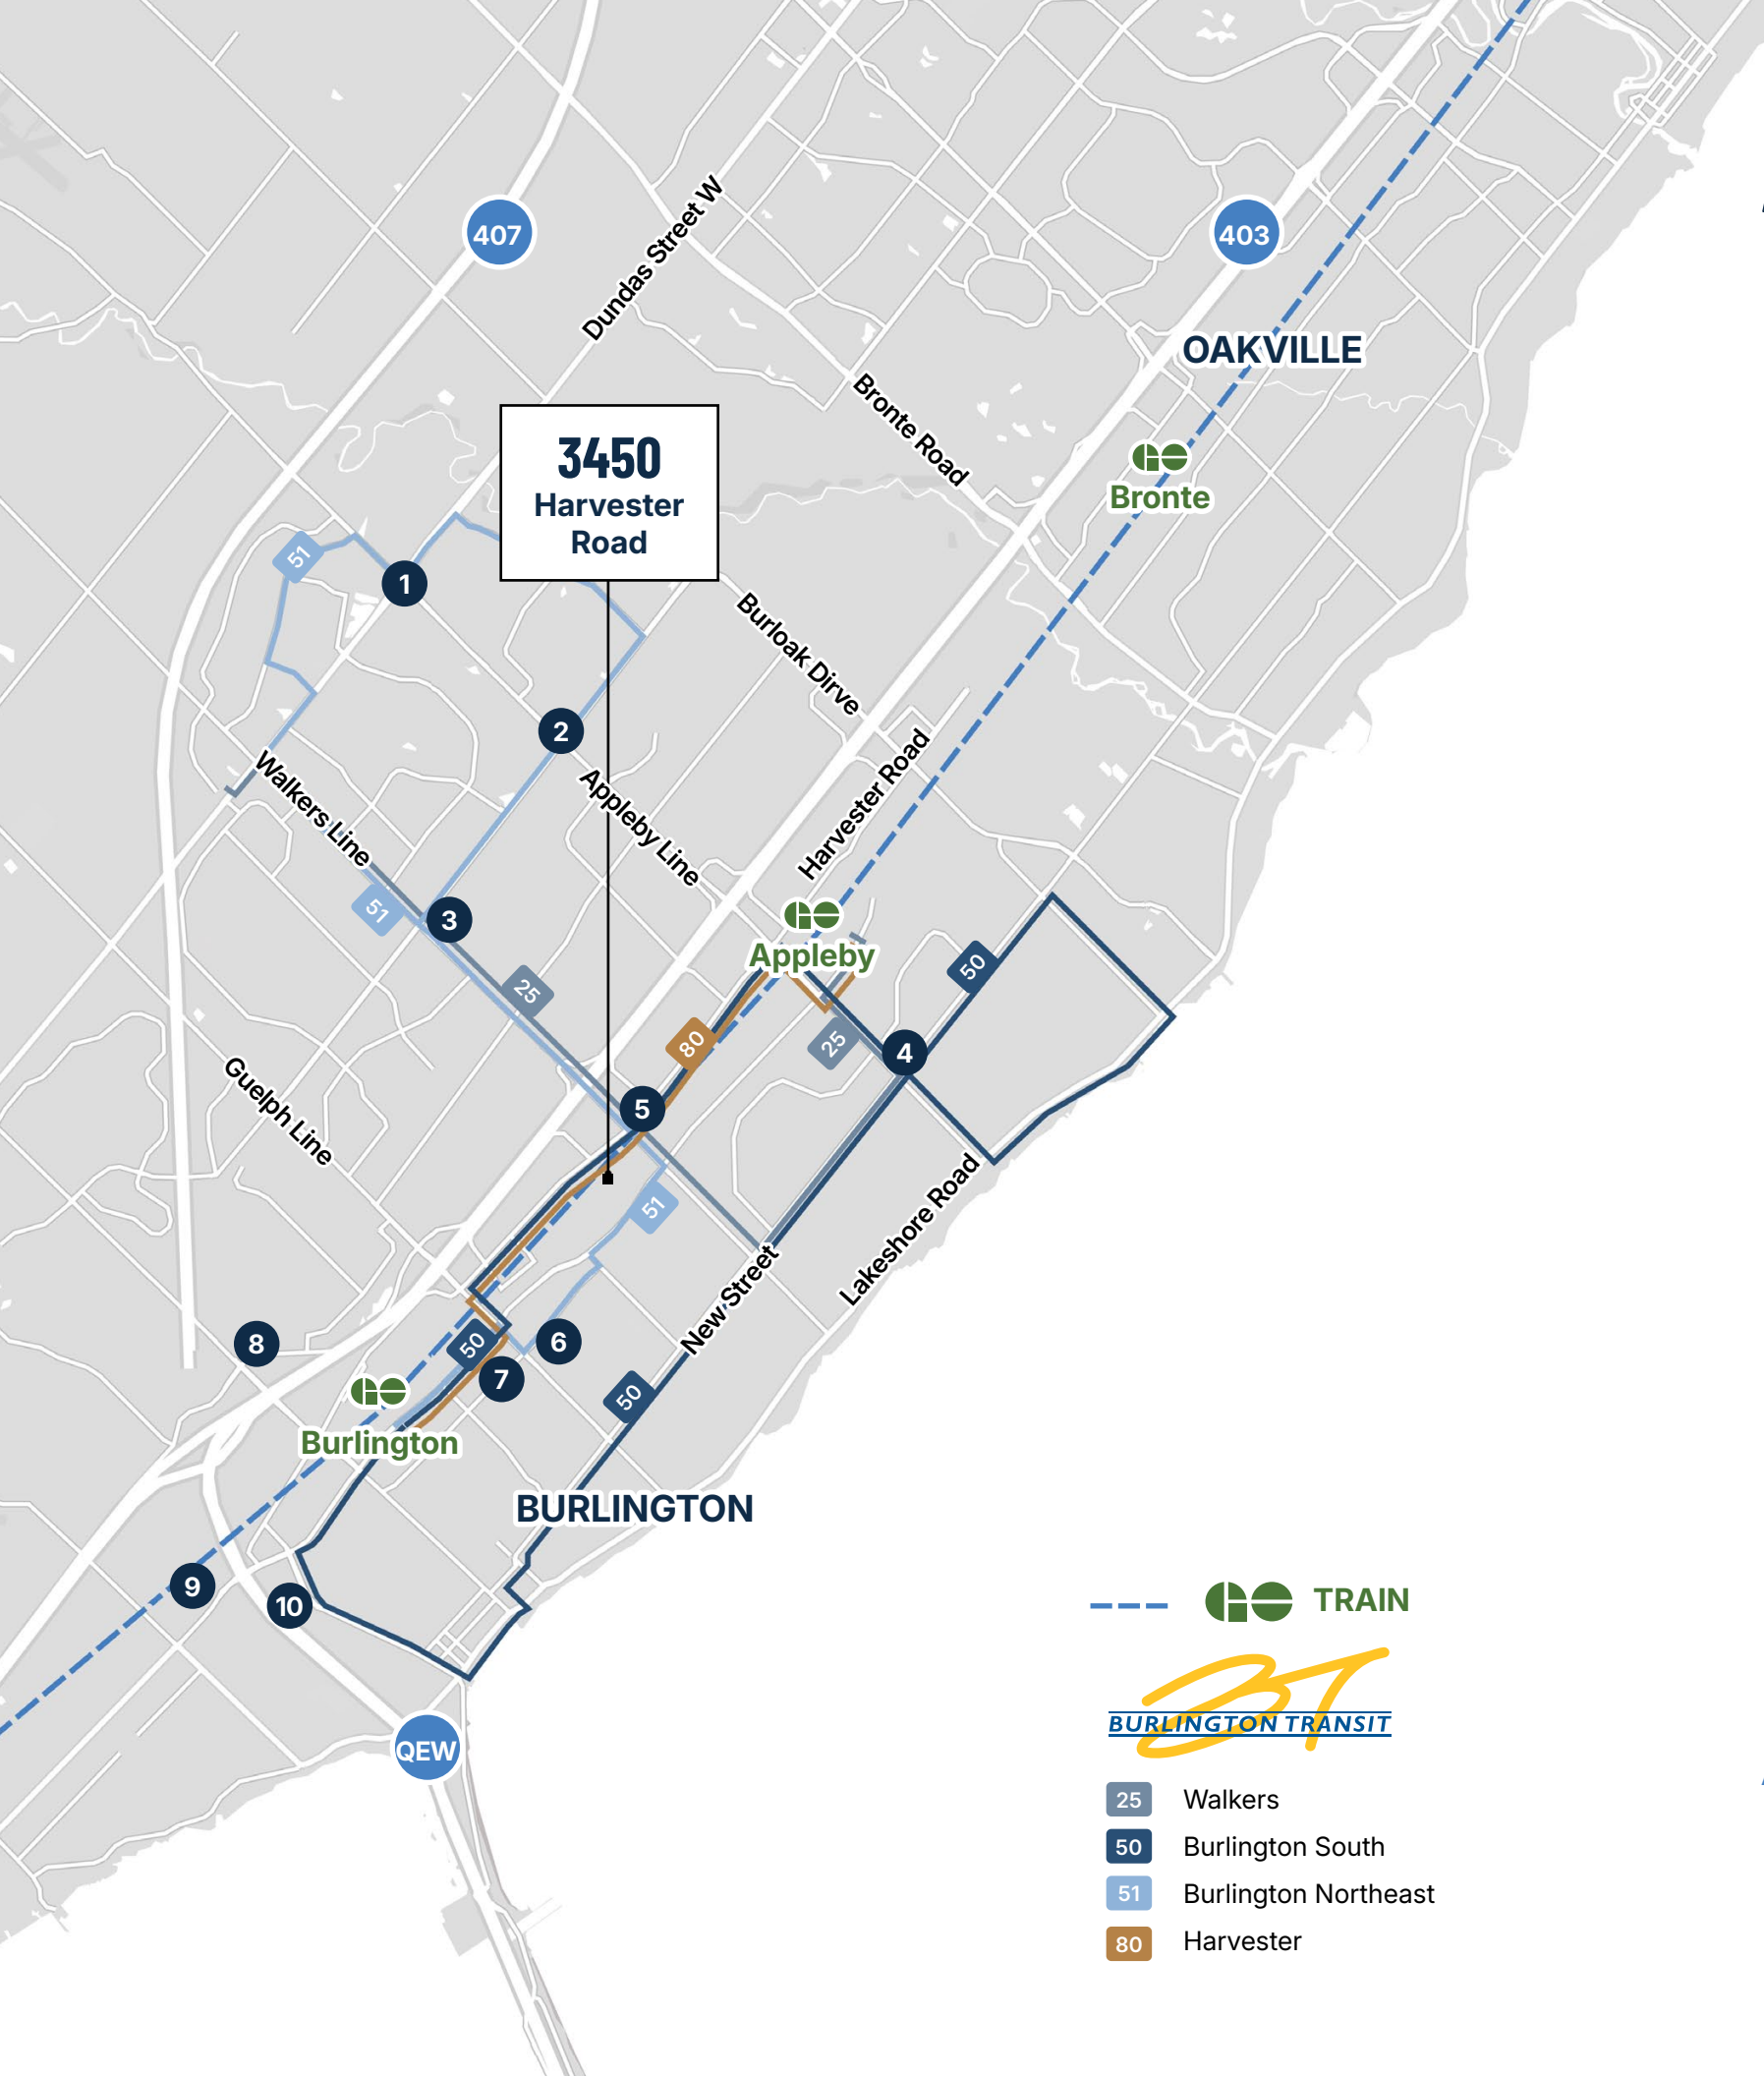 407
403
Dundas Street W
OAKVILLE
Bronte Road
3450
Harvester
Road
Bronte
51
1
Burloak Dirve
2
Harvester Road
Walkers Line
Appleby Line
51
3
Appleby
50
25
80
25
4
Guelph Line
5
51
Lakeshore Road
New Street
8
50
6
7
50
Burlington
BURLINGTON
9
10
TRAIN
QEW
BURLINGTON TRANSIT
25 Walkers
50 Burlington South
51 Burlington Northeast
80 Harvester